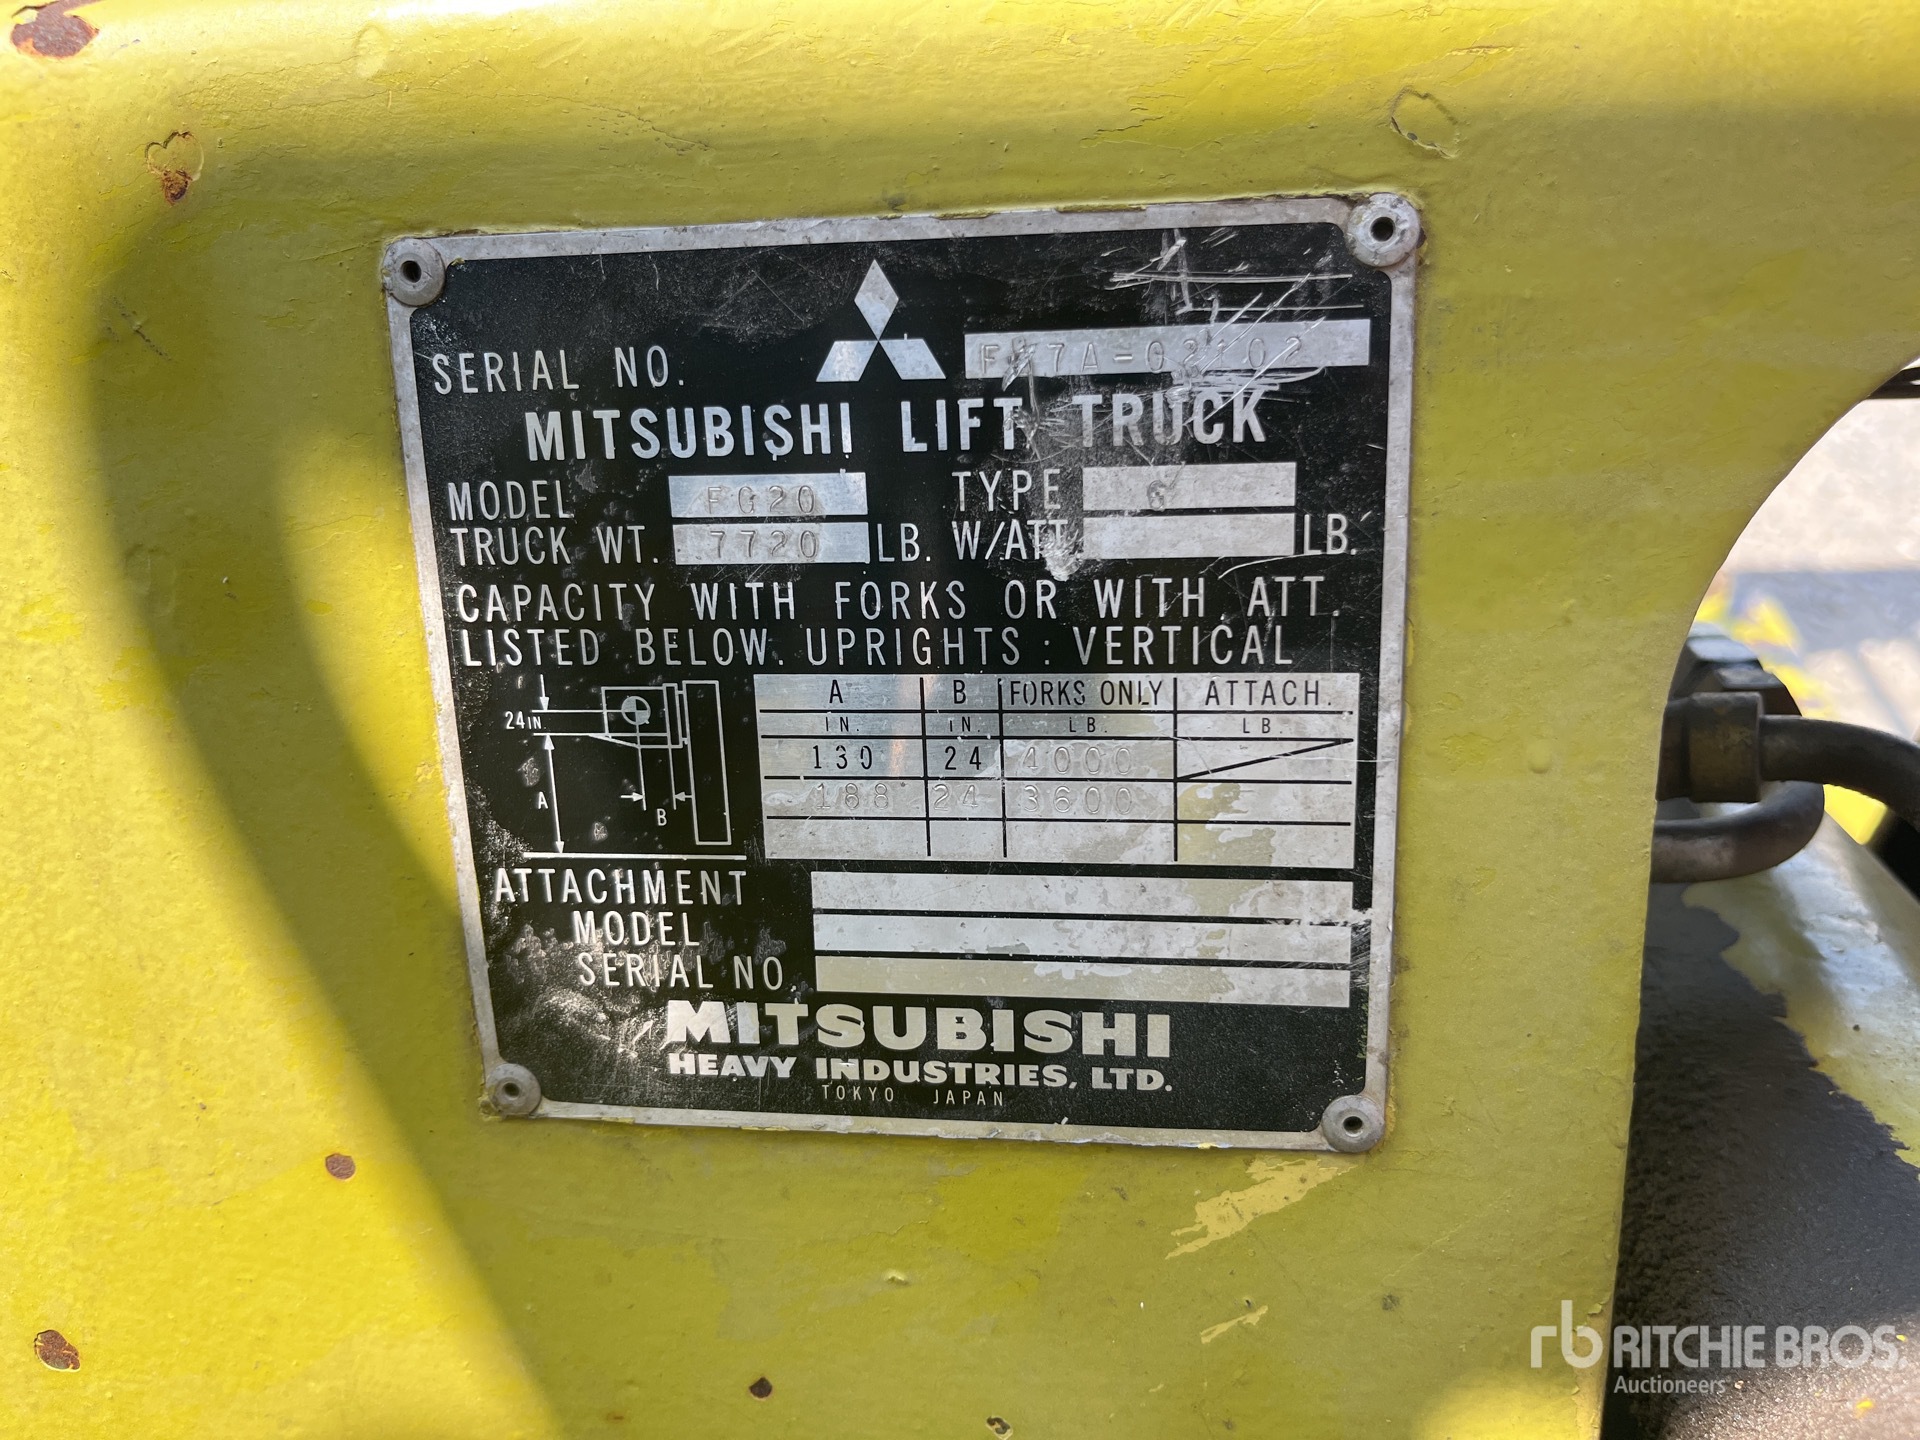 SERIAL NO.
MITSUBISHI LIFT TRUCK
MODEL FG20 TYPE G
TRUCK WT. 7720 LB. W/ATT. LB.
CAPACITY WITH FORKS OR WITH ATT.
LISTED BELOW. UPRIGHTS : VERTICAL
A B FORKS ONLY ATTACH.
IN. IN. LB. LB.
24IN. 130 24 4000
188 24 3600
A B
ATTACHMENT
MODEL
SERIAL NO.
MITSUBISHI
HEAVY INDUSTRIES, LTD.
TOKYO JAPAN
rb RITCHIE BROS.
Auctioneers